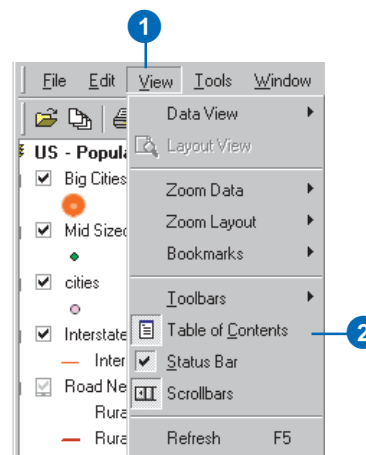 1
File Edit View Tools Window
Data View
US - Popula
Layout View
Big Cities
Zoom Data
Mid Sized
Zoom Layout
Bookmarks
cities
Toolbars
Interstate
Table of Contents
2
Inter
Status Bar
Road Ne
Scrollbars
Rura
Rura
Refresh F5